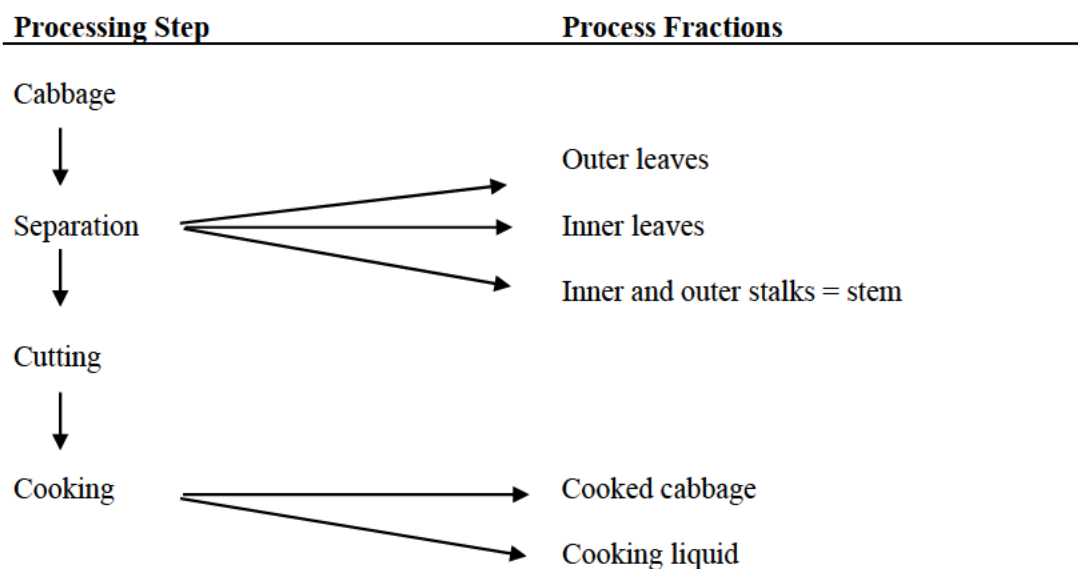 Processing Step Process Fractions
Cabbage
Outer leaves
Separation Inner leaves
Inner and outer stalks = stem
Cutting
Cooking Cooked cabbage
Cooking liquid